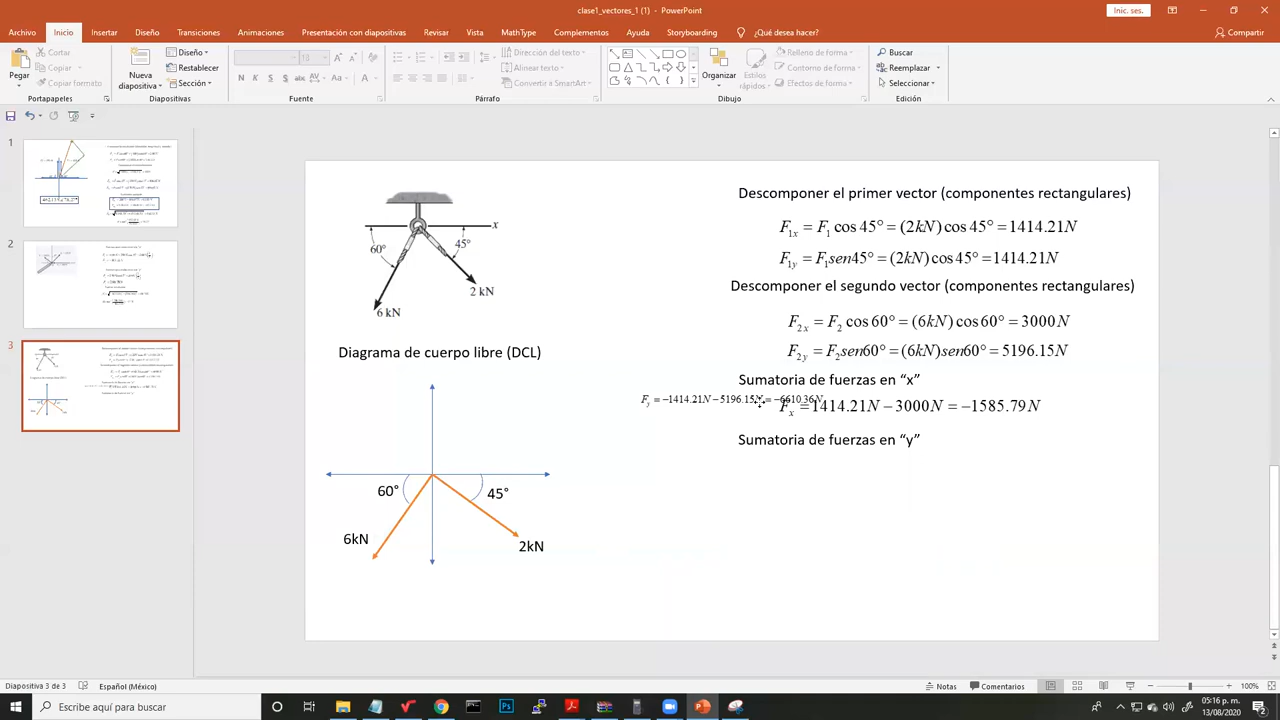 clase1_vectores_1 (1) - PowerPoint
Inic. ses.
Archivo Inicio Insertar Diseño Transiciones Animaciones Presentación con diapositivas Revisar Vista MathType Complementos Ayuda Storyboarding ¿Qué desea hacer? Compartir
Pegar
Cortar
Copiar
Copiar formato
Portapapeles
Nueva diapositiva
Diseño
Restablecer
Sección
Diapositivas
18
N K S S abc AV Aa A
Fuente
Dirección del texto
Alinear texto
Convertir a SmartArt
Párrafo
Organizar
Estilos rápidos
Relleno de forma
Contorno de forma
Efectos de forma
Dibujo
Buscar
Reemplazar
Seleccionar
Edición
1
2
3
x
60°
45°
2 kN
6 kN
Diagrama de cuerpo libre (DCL)
60°
45°
6kN
2kN
Descomponer el primer vector (componentes rectangulares)
F1x = F1 cos 45° = (2kN) cos 45° = 1414.21N
F1y = F1sen45° = (2kN) cos 45° = 1414.21N
Descomponer el segundo vector (componentes rectangulares)
F2x = F2 cos 60° = (6kN) cos 60° = 3000N
F2y = F2sen60° = (6kN)sen60° = 5196.15N
Sumatoria de fuerzas en “x”
Fy = −1414.21N − 5196.15N = −6610.36N
Fx = 1414.21N − 3000N = −1585.79N
Sumatoria de fuerzas en “y”
Diapositiva 3 de 3 Español (México) Notas Comentarios 100%
Escribe aquí para buscar
05:16 p. m.
13/08/2020